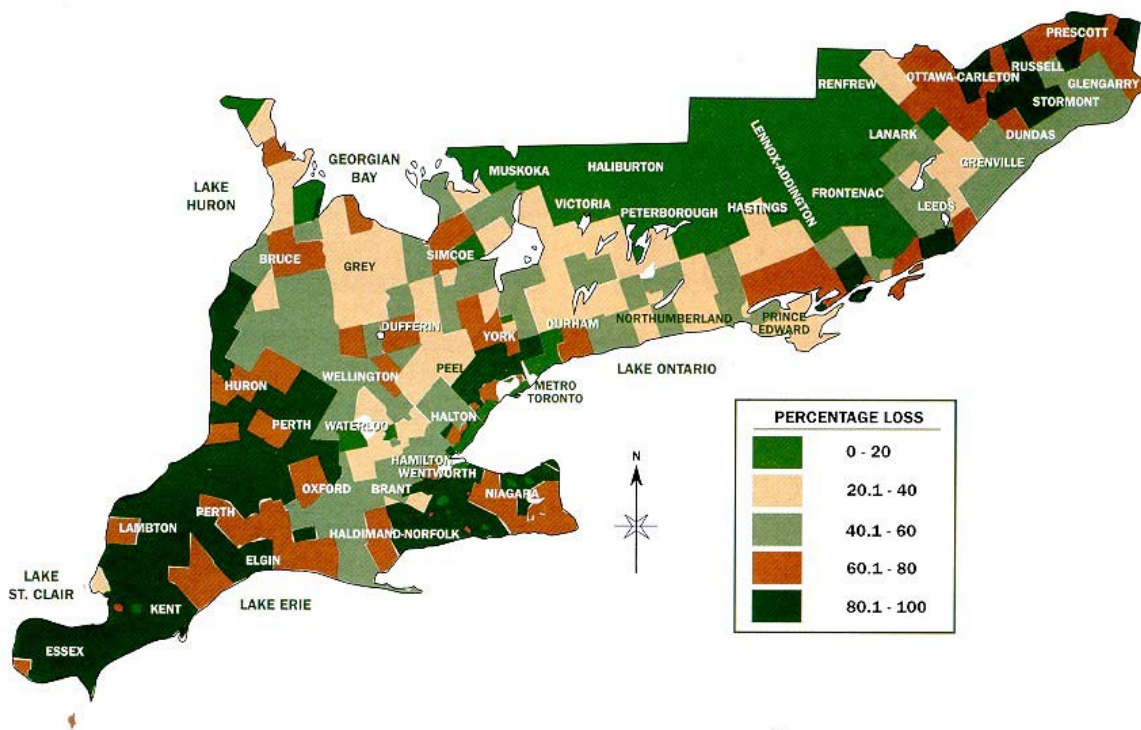 PRESCOTT
RUSSELL
OTTAWA-CARLETON
RENFREW
GLENGARRY
STORMONT
LANARK
DUNDAS
GRENVILLE
LENNOX-ADDINGTON
GEORGIAN
BAY
MUSKOKA
HALIBURTON
LAKE
HURON
FRONTENAC
LEEDS
VICTORIA
PETERBOROUGH
HASTINGS
BRUCE
GREY
SIMCOE
DUFFERIN
YORK
DURHAM
NORTHUMBERLAND
PRINCE
EDWARD
PEEL
LAKE ONTARIO
WELLINGTON
HURON
METRO
TORONTO
PERTH
WATERLOO
HALTON
HAMILTON
WENTWORTH
OXFORD
BRANT
NIAGARA
PERTH
LAMBTON
HALDIMAND-NORFOLK
ELGIN
LAKE
ST. CLAIR
KENT
LAKE ERIE
ESSEX
N
PERCENTAGE LOSS
0 - 20
20.1 - 40
40.1 - 60
60.1 - 80
80.1 - 100